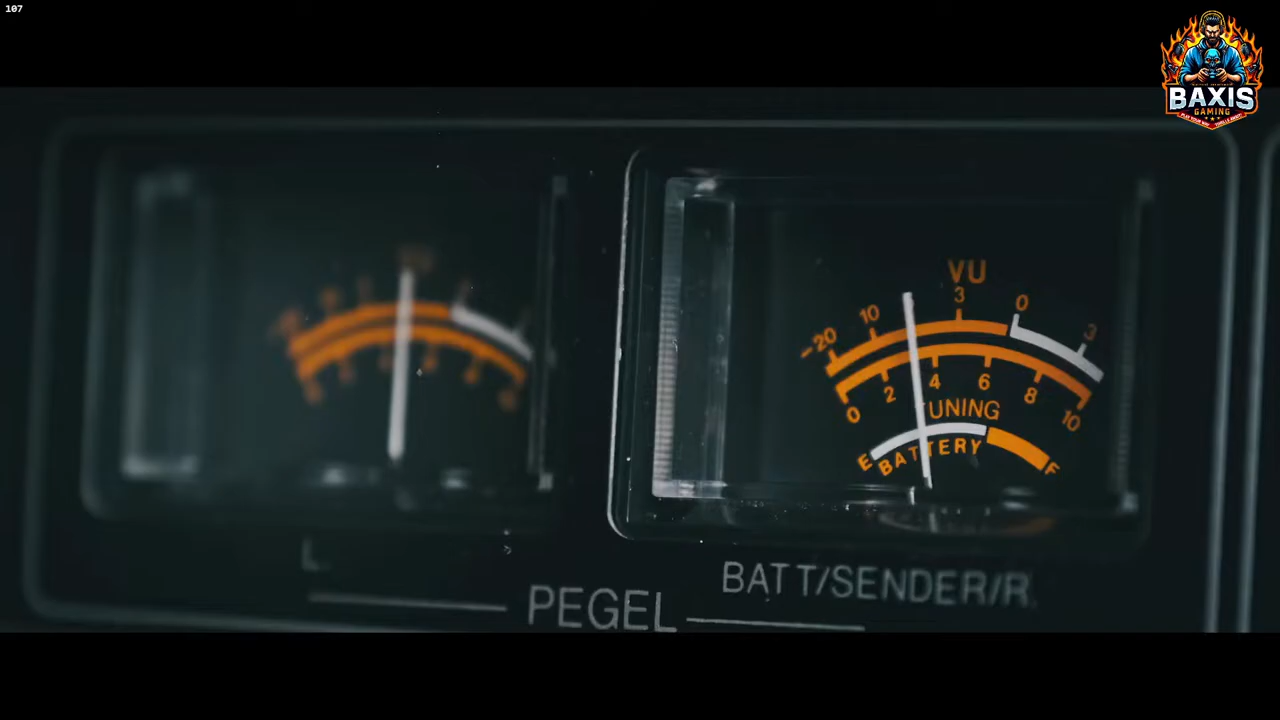 107
BAXIS
GAMING
VU
-20 10 3 0 3
0 2 4 6 8 10
TUNING
E BATTERY F
L
BATT/SENDER/R.
PEGEL